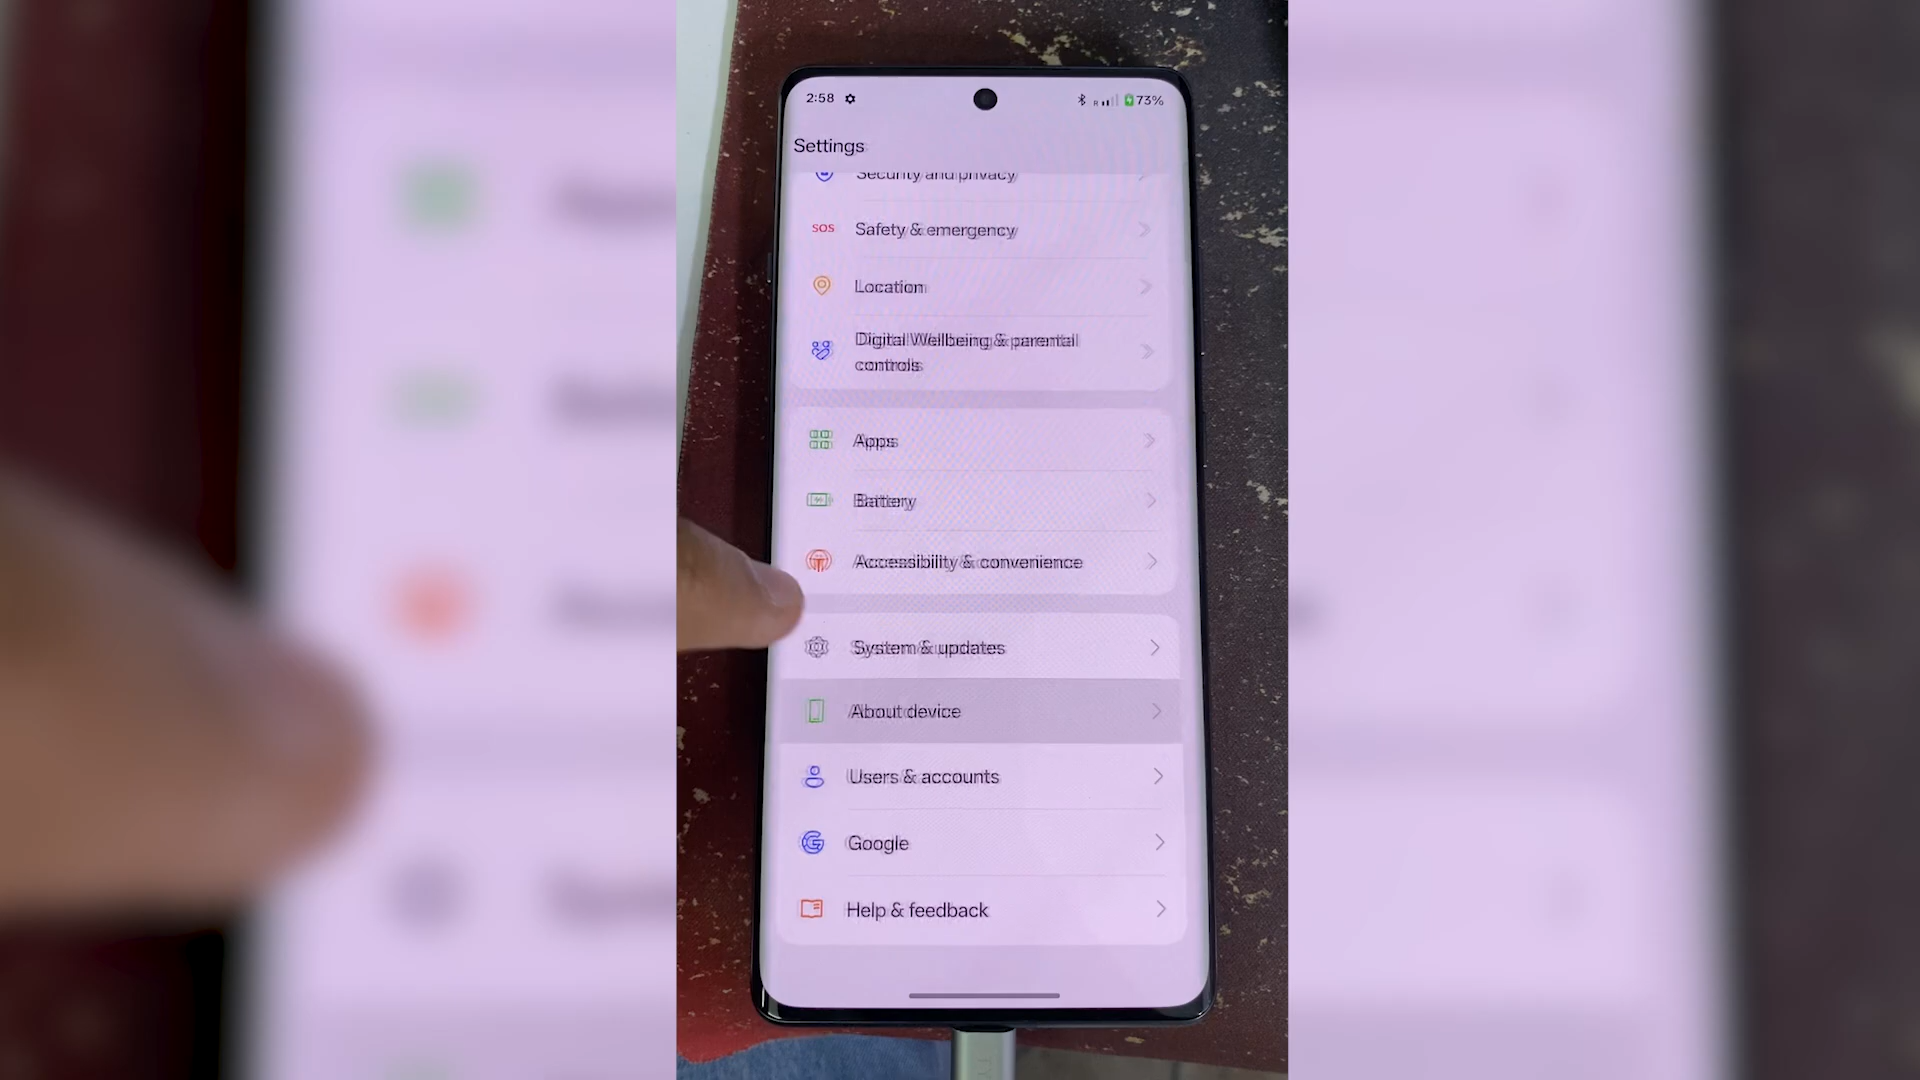 2:58
R
73%
Settings
Security and privacy
SOS
Safety & emergency
Location
Digital Wellbeing & parental
controls
Apps
Battery
Accessibility & convenience
System & updates
About device
Users & accounts
Google
Help & feedback